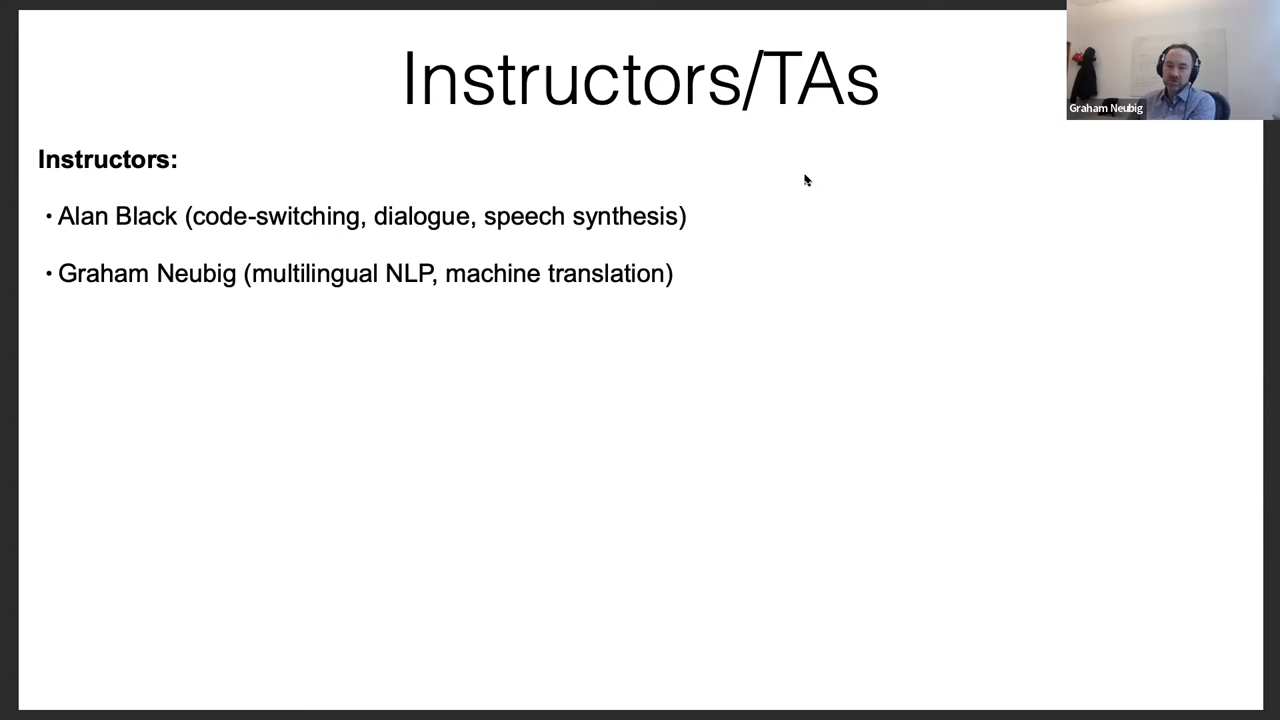 Instructors/TAs
Graham Neubig
Instructors:
• Alan Black (code-switching, dialogue, speech synthesis)
• Graham Neubig (multilingual NLP, machine translation)